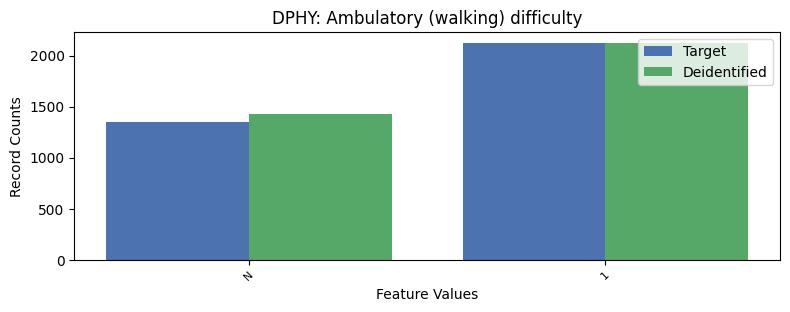 DPHY: Ambulatory (walking) difficulty
Target
Deidentified
2000
1500
1000
500
0
Record Counts
N
1
Feature Values